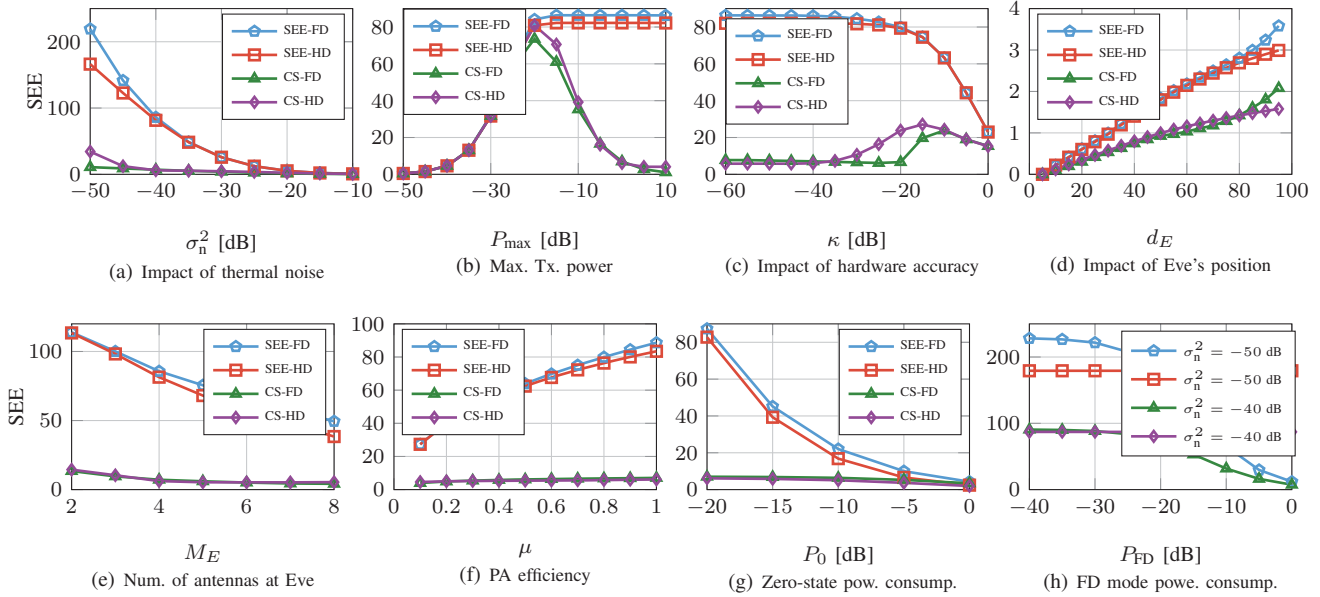 SEE
250
200
100
0
−50
−40
−30
−20
−10
SEE-FD
SEE-HD
CS-FD
CS-HD
σn² [dB]
(a) Impact of thermal noise
80
60
40
20
0
−50
−30
−10
10
SEE-FD
SEE-HD
CS-FD
CS-HD
Pmax [dB]
(b) Max. Tx. power
80
60
40
20
0
−60
−40
−20
0
SEE-FD
SEE-HD
CS-FD
CS-HD
κ [dB]
(c) Impact of hardware accuracy
4
3
2
1
0
0
20
40
60
80
100
SEE-FD
SEE-HD
CS-FD
CS-HD
dE
(d) Impact of Eve's position
SEE
100
50
0
2
4
6
8
SEE-FD
SEE-HD
CS-FD
CS-HD
ME
(e) Num. of antennas at Eve
100
80
60
40
20
0
0
0.2
0.4
0.6
0.8
1
SEE-FD
SEE-HD
CS-FD
CS-HD
μ
(f) PA efficiency
80
60
40
20
0
−20
−15
−10
−5
0
SEE-FD
SEE-HD
CS-FD
CS-HD
P0 [dB]
(g) Zero-state pow. consump.
200
100
0
−40
−30
−20
−10
0
σn² = −50 dB
σn² = −50 dB
σn² = −40 dB
σn² = −40 dB
PFD [dB]
(h) FD mode powe. consump.